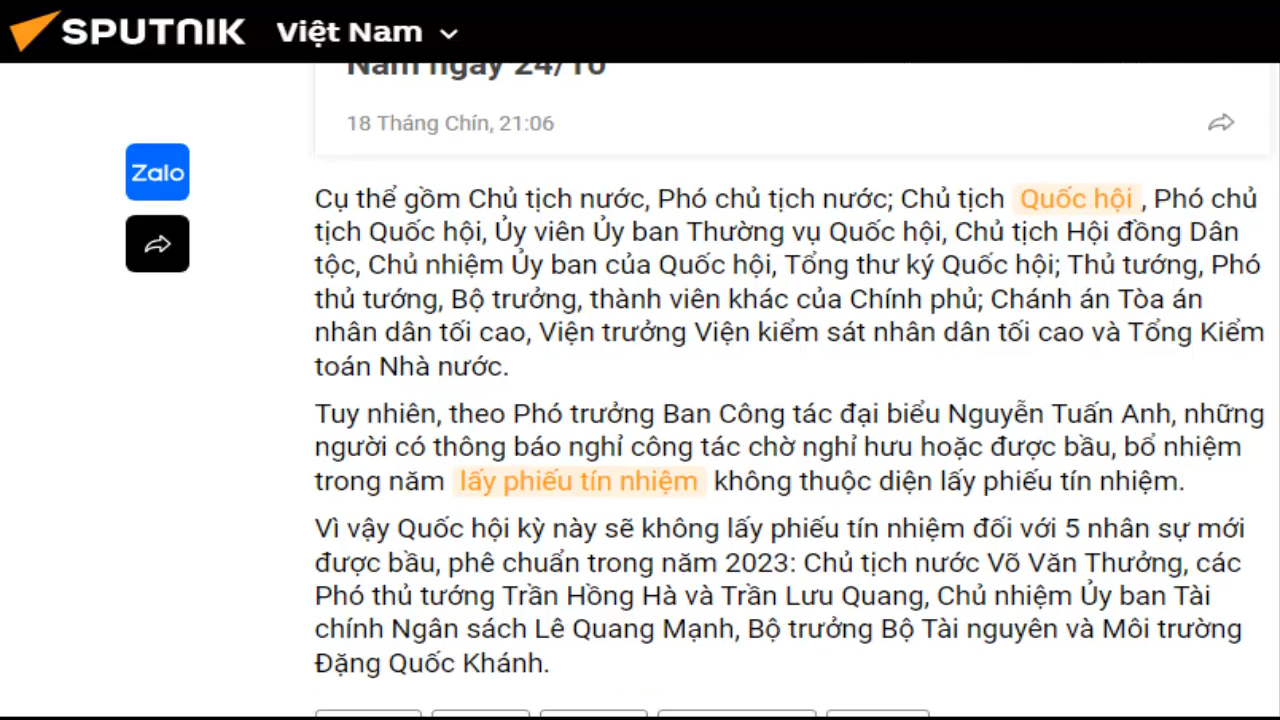 SPUTNIK Việt Nam
Nam ngày 24/10
18 Tháng Chín, 21:06
Zalo
Cụ thể gồm Chủ tịch nước, Phó chủ tịch nước; Chủ tịch Quốc hội , Phó chủ
tịch Quốc hội, Ủy viên Ủy ban Thường vụ Quốc hội, Chủ tịch Hội đồng Dân
tộc, Chủ nhiệm Ủy ban của Quốc hội, Tổng thư ký Quốc hội; Thủ tướng, Phó
thủ tướng, Bộ trưởng, thành viên khác của Chính phủ; Chánh án Tòa án
nhân dân tối cao, Viện trưởng Viện kiểm sát nhân dân tối cao và Tổng Kiểm
toán Nhà nước.
Tuy nhiên, theo Phó trưởng Ban Công tác đại biểu Nguyễn Tuấn Anh, những
người có thông báo nghỉ công tác chờ nghỉ hưu hoặc được bầu, bổ nhiệm
trong năm lấy phiếu tín nhiệm không thuộc diện lấy phiếu tín nhiệm.
Vì vậy Quốc hội kỳ này sẽ không lấy phiếu tín nhiệm đối với 5 nhân sự mới
được bầu, phê chuẩn trong năm 2023: Chủ tịch nước Võ Văn Thưởng, các
Phó thủ tướng Trần Hồng Hà và Trần Lưu Quang, Chủ nhiệm Ủy ban Tài
chính Ngân sách Lê Quang Mạnh, Bộ trưởng Bộ Tài nguyên và Môi trường
Đặng Quốc Khánh.